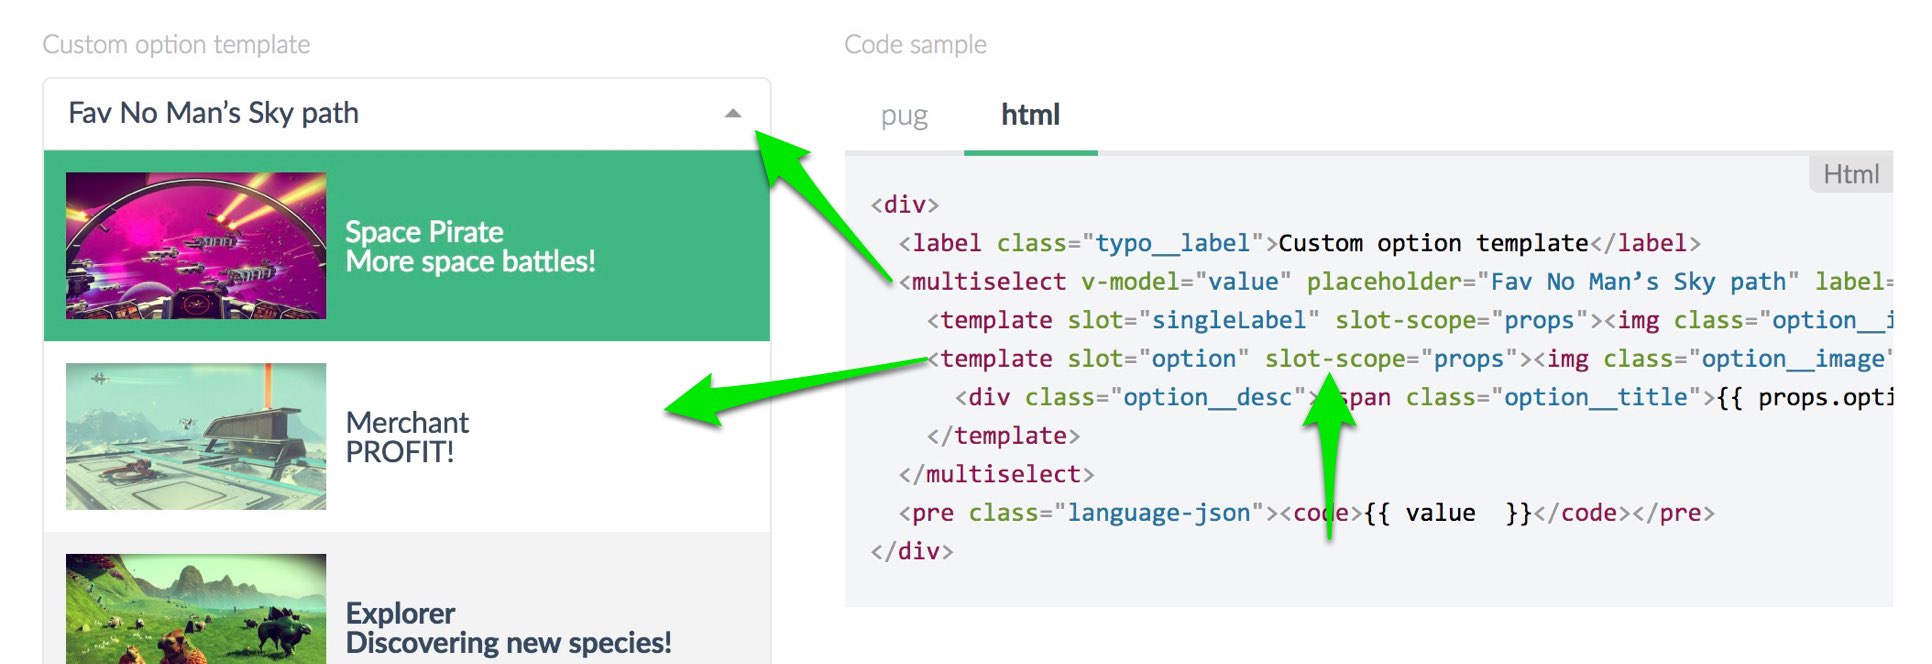 Custom option template
Fav No Man’s Sky path
Space Pirate
More space battles!
Merchant
PROFIT!
Explorer
Discovering new species!
Code sample
pug
html
Html
<div>
<label class="typo__label">Custom option template</label>
<multiselect v-model="value" placeholder="Fav No Man’s Sky path" label=
<template slot="singleLabel" slot-scope="props"><img class="option__i
<template slot="option" slot-scope="props"><img class="option__image"
<div class="option__desc"><span class="option__title">{{ props.opti
</template>
</multiselect>
<pre class="language-json"><code>{{ value  }}</code></pre>
</div>